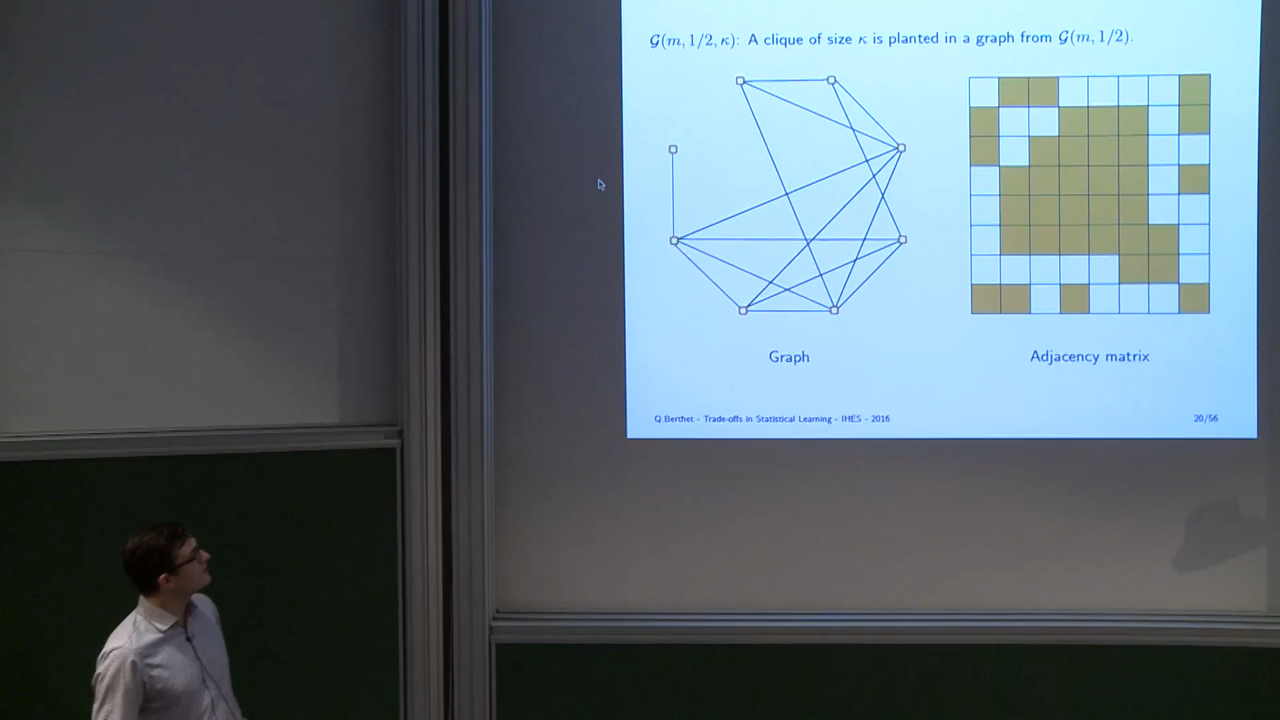 𝒢(m, 1/2, κ): A clique of size κ is planted in a graph from 𝒢(m, 1/2).
Graph
Adjacency matrix
Q.Berthet - Trade-offs in Statistical Learning - IHES - 2016
20/56